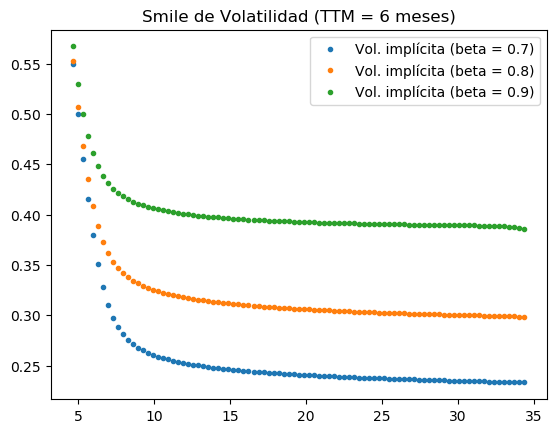 Smile de Volatilidad (TTM = 6 meses)
Vol. implícita (beta = 0.7)
Vol. implícita (beta = 0.8)
Vol. implícita (beta = 0.9)
0.55
0.50
0.45
0.40
0.35
0.30
0.25
5 10 15 20 25 30 35